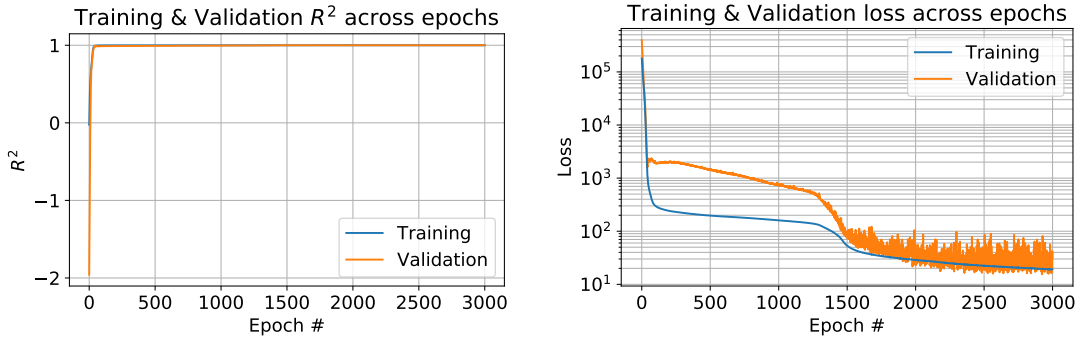 Training & Validation R² across epochs
1
0
−1
−2
R²
Training
Validation
0 500 1000 1500 2000 2500 3000
Epoch #
Training & Validation loss across epochs
10⁵
10⁴
10³
10²
10¹
Loss
Training
Validation
0 500 1000 1500 2000 2500 3000
Epoch #